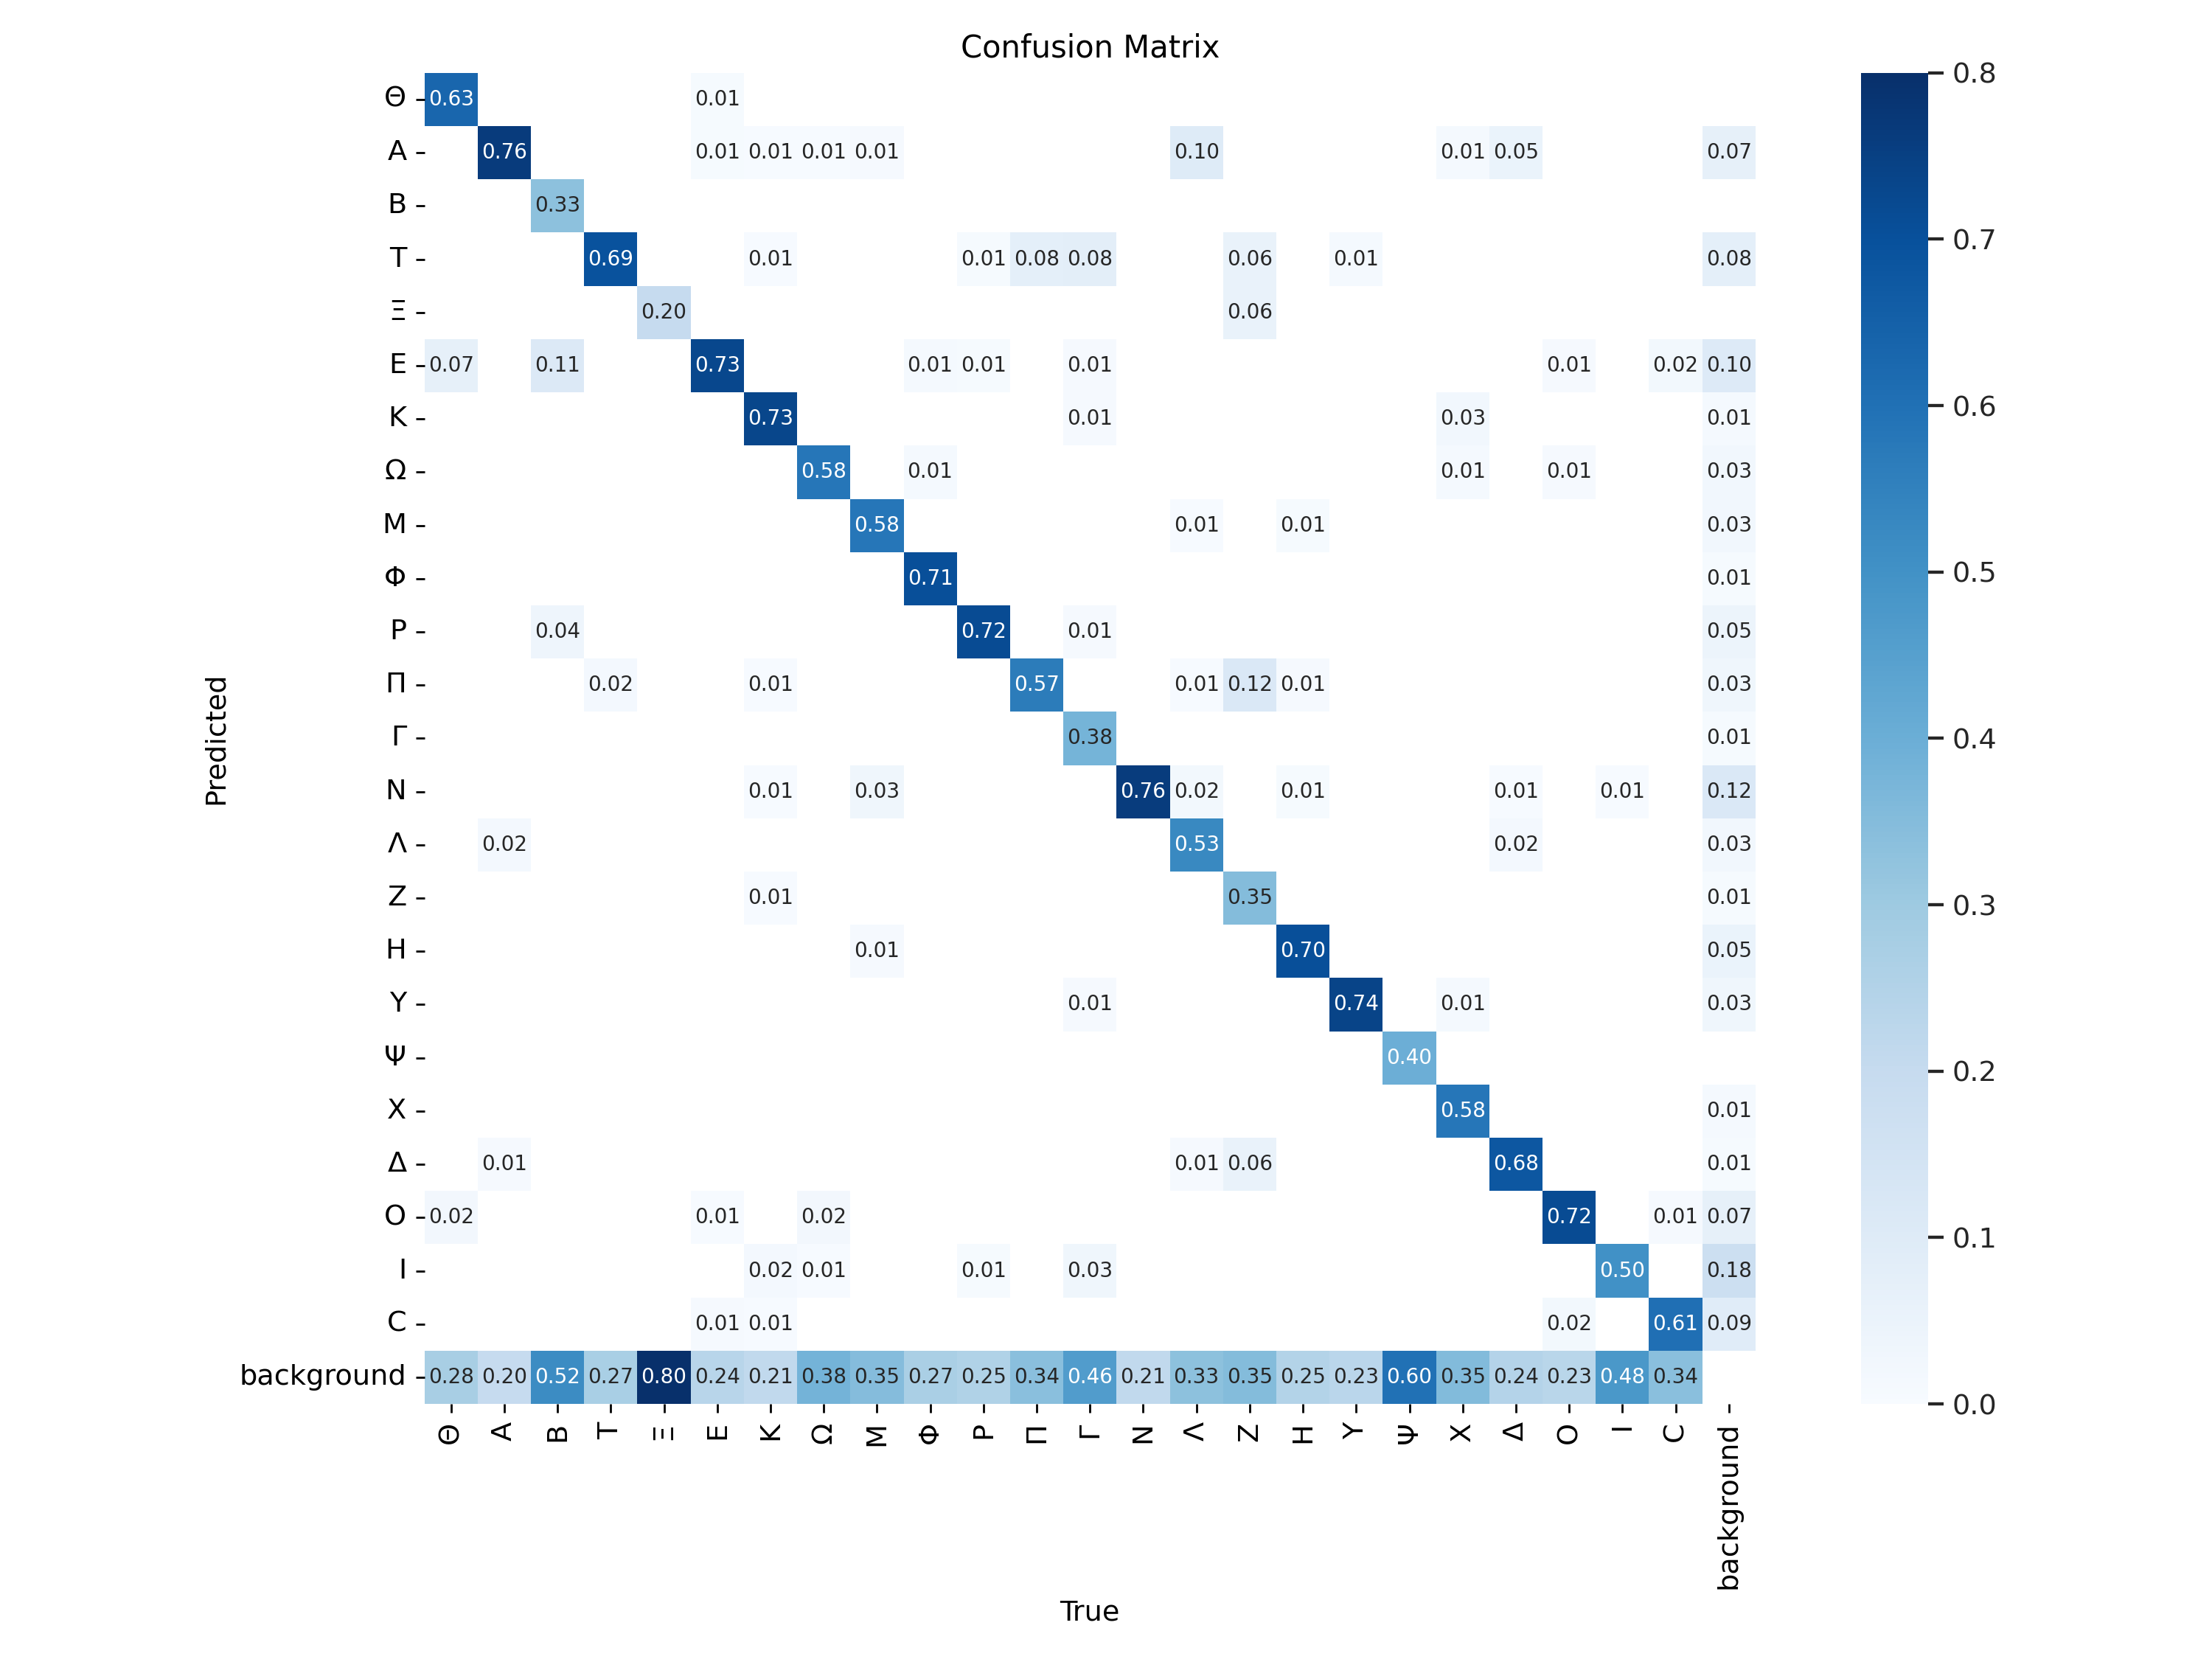 Confusion Matrix
Θ 0.63 0.01
Α 0.76 0.01 0.01 0.01 0.01 0.10 0.01 0.05 0.07
Β 0.33
Τ 0.69 0.01 0.01 0.08 0.08 0.06 0.01 0.08
Ξ 0.20 0.06
Ε 0.07 0.11 0.73 0.01 0.01 0.01 0.01 0.02 0.10
Κ 0.73 0.01 0.03 0.01
Ω 0.58 0.01 0.01 0.01 0.03
Μ 0.58 0.01 0.01 0.03
Φ 0.71 0.01
Ρ 0.04 0.72 0.01 0.05
Π 0.02 0.01 0.57 0.01 0.12 0.01 0.03
Γ 0.38 0.01
Ν 0.01 0.03 0.76 0.02 0.01 0.01 0.01 0.12
Λ 0.02 0.53 0.02 0.03
Ζ 0.01 0.35 0.01
Η 0.01 0.70 0.05
Υ 0.01 0.74 0.01 0.03
Ψ 0.40
Χ 0.58 0.01
Δ 0.01 0.01 0.06 0.68 0.01
Ο 0.02 0.01 0.02 0.72 0.01 0.07
Ι 0.02 0.01 0.01 0.03 0.50 0.18
C 0.01 0.01 0.02 0.61 0.09
background 0.28 0.20 0.52 0.27 0.80 0.24 0.21 0.38 0.35 0.27 0.25 0.34 0.46 0.21 0.33 0.35 0.25 0.23 0.60 0.35 0.24 0.23 0.48 0.34
Θ Α Β Τ Ξ Ε Κ Ω Μ Φ Ρ Π Γ Ν Λ Ζ Η Υ Ψ Χ Δ Ο Ι C background
True
Predicted
0.8
0.7
0.6
0.5
0.4
0.3
0.2
0.1
0.0